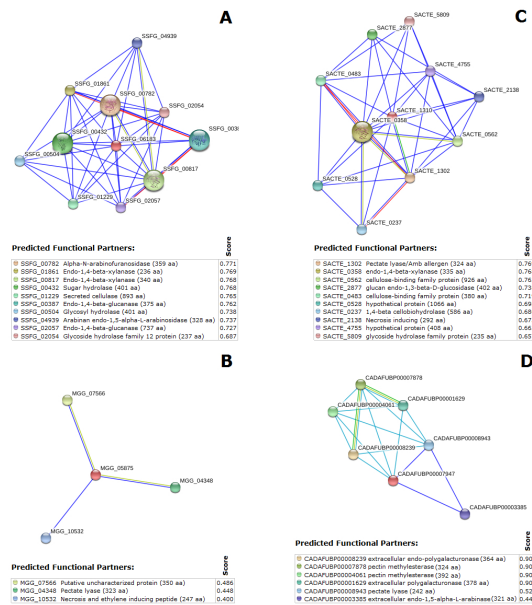 A
SSFG_04939
SSFG_01861
SSFG_00782
SSFG_02054
SSFG_0038
SSFG_00432
SSFG_06183
SSFG_00504
SSFG_00817
SSFG_01229
SSFG_02057
Predicted Functional Partners:
Score
SSFG_00782 Alpha-N-arabinofuranosidase (359 aa) 0.771
SSFG_01861 Endo-1,4-beta-xylanase (236 aa) 0.769
SSFG_00817 Endo-1,4-beta-xylanase (340 aa) 0.768
SSFG_00432 Sugar hydrolase (401 aa) 0.768
SSFG_01229 Secreted cellulase (893 aa) 0.765
SSFG_00387 Endo-1,4-beta-glucanase (375 aa) 0.762
SSFG_00504 Glycosyl hydrolase (401 aa) 0.738
SSFG_04939 Arabinan endo-1,5-alpha-L-arabinosidase (328 aa) 0.737
SSFG_02057 Endo-1,4-beta-glucanase (737 aa) 0.727
SSFG_02054 Glycoside hydrolase family 12 protein (237 aa) 0.687
C
SACTE_5809
SACTE_2877
SACTE_4755
SACTE_0483
SACTE_2138
SACTE_1310
SACTE_0358
SACTE_0562
SACTE_1302
SACTE_0528
SACTE_0237
Predicted Functional Partners:
Score
SACTE_1302 Pectate lyase/Amb allergen (324 aa) 0.76
SACTE_0358 endo-1,4-beta-xylanase (335 aa) 0.76
SACTE_0562 cellulose-binding family protein (926 aa) 0.76
SACTE_2877 glucan endo-1,3-beta-D-glucosidase (402 aa) 0.73
SACTE_0483 cellulose-binding family protein (380 aa) 0.71
SACTE_0528 hypothetical protein (1066 aa) 0.69
SACTE_0237 1,4-beta cellobiohydrolase (586 aa) 0.68
SACTE_2138 Necrosis inducing (292 aa) 0.67
SACTE_4755 hypothetical protein (408 aa) 0.66
SACTE_5809 glycoside hydrolase family protein (235 aa) 0.65
B
MGG_07566
MGG_05875
MGG_04348
MGG_10532
Predicted Functional Partners:
Score
MGG_07566 Putative uncharacterized protein (350 aa) 0.486
MGG_04348 Pectate lyase (323 aa) 0.448
MGG_10532 Necrosis and ethylene inducing peptide (247 aa) 0.400
D
CADAFUBP00007878
CADAFUBP00001629
CADAFUBP00004061
CADAFUBP00008943
CADAFUBP00008239
CADAFUBP00007947
CADAFUBP00003385
Predicted Functional Partners:
Score
CADAFUBP00008239 extracellular endo-polygalacturonase (364 aa) 0.90
CADAFUBP00007878 pectin methylesterase (324 aa) 0.90
CADAFUBP00004061 pectin methylesterase (392 aa) 0.90
CADAFUBP00001629 extracellular polygalacturonase (378 aa) 0.90
CADAFUBP00008943 pectate lyase (242 aa)
CADAFUBP00003385 extracellular endo-alpha-L-arabinase (321 aa) 0.44